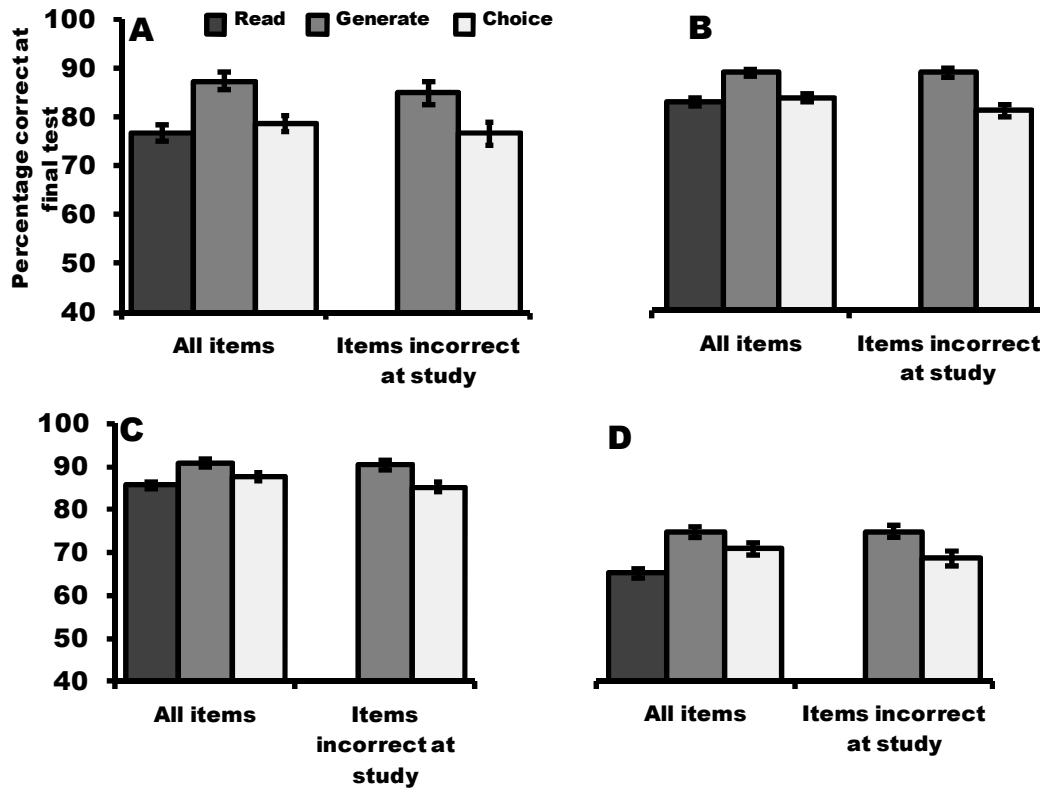 A
Read Generate Choice
Percentage correct at
final test
100
90
80
70
60
50
40
All items
Items incorrect
at study
B
All items
Items incorrect
at study
C
100
90
80
70
60
50
40
All items
Items
incorrect at
study
D
All items
Items incorrect
at study